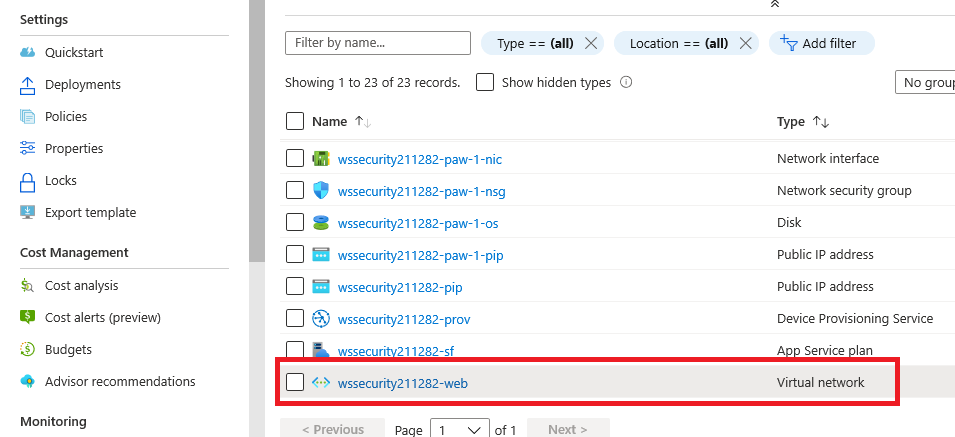 Settings
Quickstart
Deployments
Policies
Properties
Locks
Export template
Cost Management
Cost analysis
Cost alerts (preview)
Budgets
Advisor recommendations
Monitoring
Filter by name...
Type == (all)
Location == (all)
Add filter
Showing 1 to 23 of 23 records.
Show hidden types
No group
Name ↑↓
Type ↑↓
wssecurity211282-paw-1-nic Network interface
wssecurity211282-paw-1-nsg Network security group
wssecurity211282-paw-1-os Disk
wssecurity211282-paw-1-pip Public IP address
wssecurity211282-pip Public IP address
wssecurity211282-prov Device Provisioning Service
wssecurity211282-sf App Service plan
wssecurity211282-web Virtual network
< Previous Page 1 of 1 Next >